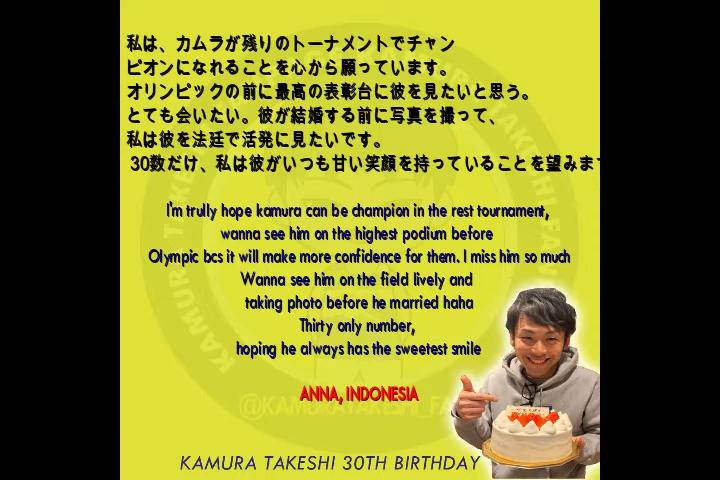 私は、カムラが残りのトーナメントでチャン
ピオンになれることを心から願っています。
オリンピックの前に最高の表彰台に彼を見たいと思う。
とても会いたい。彼が結婚する前に写真を撮って、
私は彼を法廷で活発に見たいです。
30数だけ、私は彼がいつも甘い笑顔を持っていることを望みま
I'm trully hope kamura can be champion in the rest tournament,
wanna see him on the highest podium before
Olympic bcs it will make more confidence for them. I miss him so much
Wanna see him on the field lively and
taking photo before he married haha
Thirty only number,
hoping he always has the sweetest smile
ANNA, INDONESIA
KAMURA TAKESHI 30TH BIRTHDAY